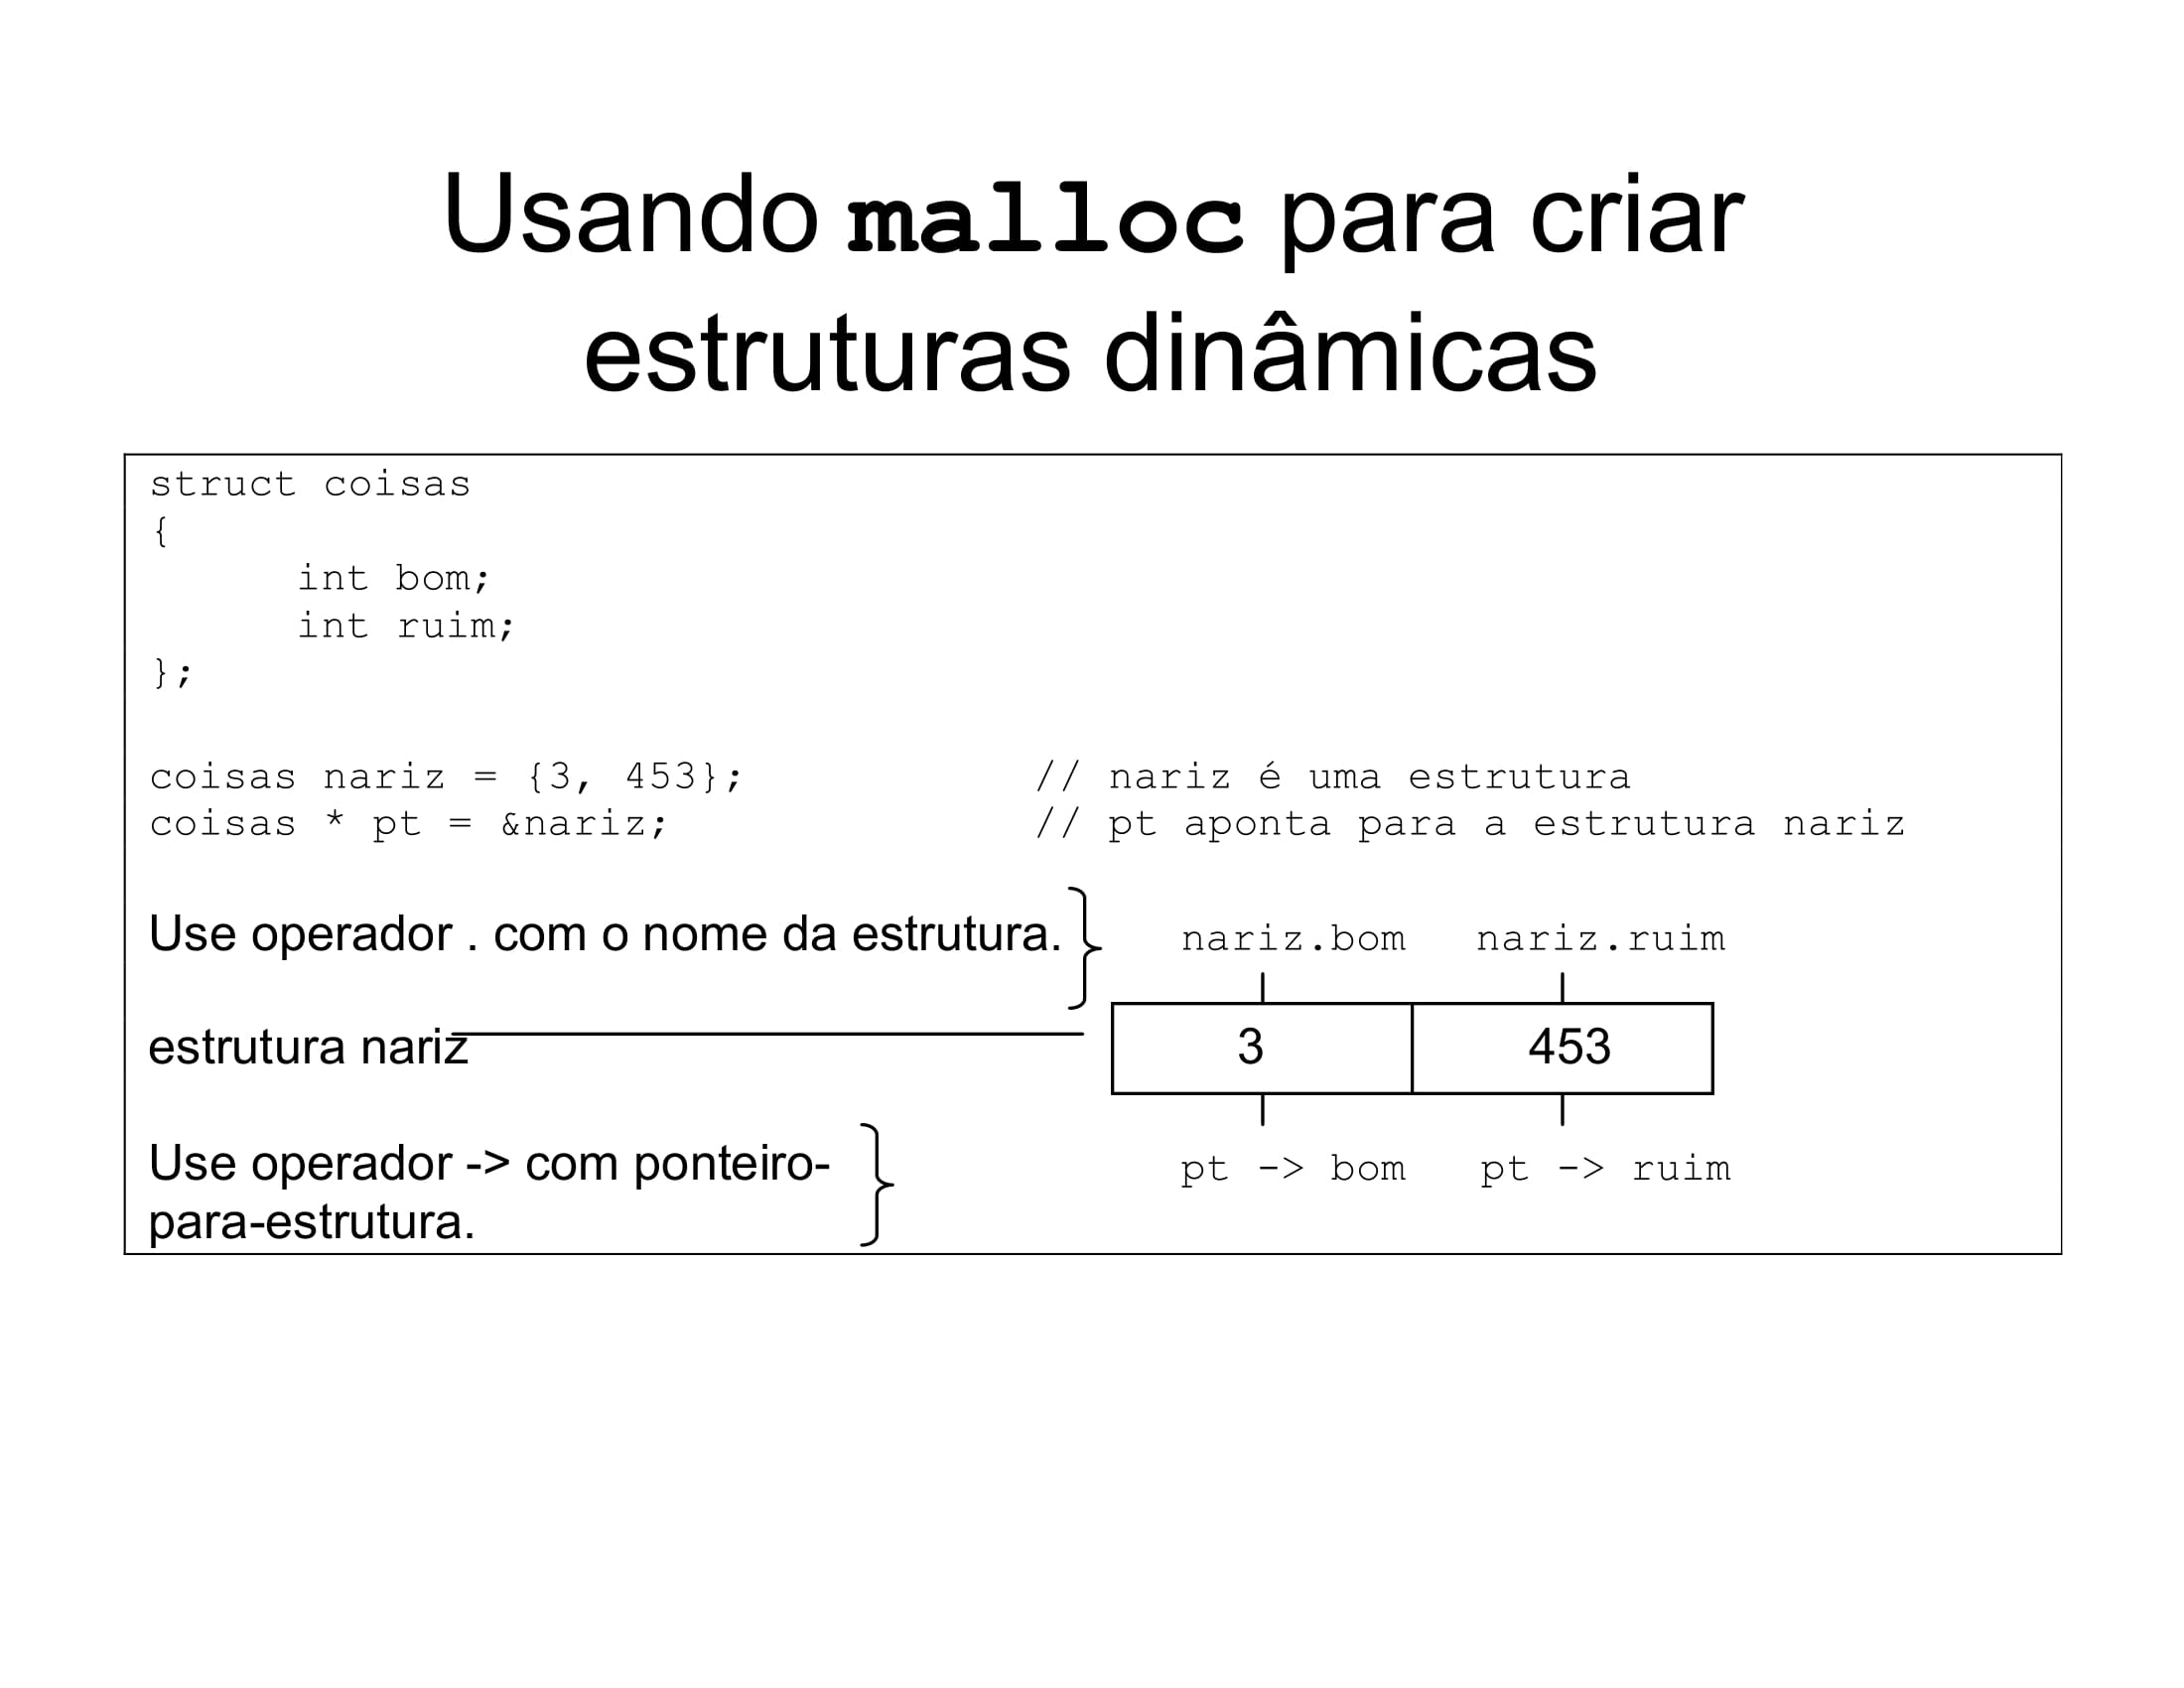 Usando malloc para criar
estruturas dinâmicas
struct coisas
{
int bom;
int ruim;
};
coisas nariz = {3, 453}; // nariz é uma estrutura
coisas * pt = &nariz; // pt aponta para a estrutura nariz
Use operador . com o nome da estrutura.
nariz.bom nariz.ruim
estrutura nariz
3 453
Use operador -> com ponteiro-
para-estrutura.
pt -> bom pt -> ruim